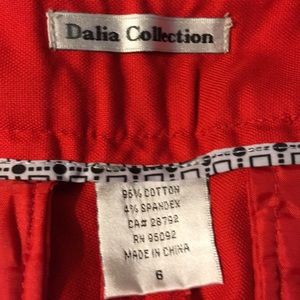 Dalia Collection
96% COTTON
4% SPANDEX
CA# 28792
RN 95092
MADE IN CHINA
6